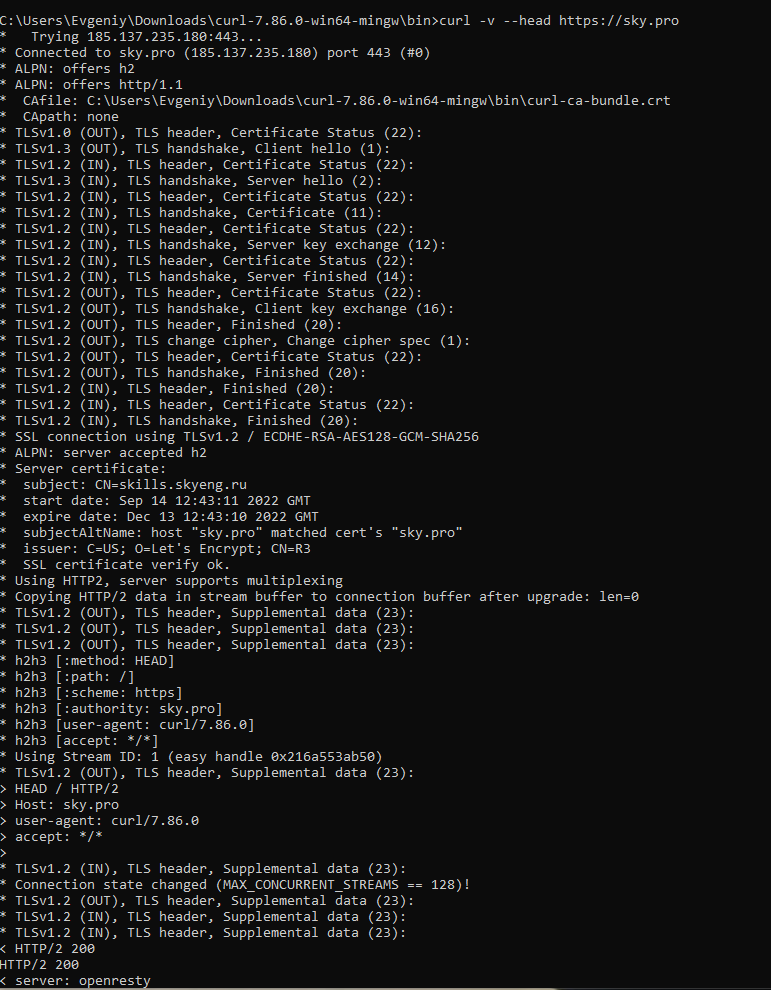 C:\Users\Evgeniy\Downloads\curl-7.86.0-win64-mingw\bin>curl -v --head https://sky.pro
*   Trying 185.137.235.180:443...
* Connected to sky.pro (185.137.235.180) port 443 (#0)
* ALPN: offers h2
* ALPN: offers http/1.1
*  CAfile: C:\Users\Evgeniy\Downloads\curl-7.86.0-win64-mingw\bin\curl-ca-bundle.crt
*  CApath: none
* TLSv1.0 (OUT), TLS header, Certificate Status (22):
* TLSv1.3 (OUT), TLS handshake, Client hello (1):
* TLSv1.2 (IN), TLS header, Certificate Status (22):
* TLSv1.3 (IN), TLS handshake, Server hello (2):
* TLSv1.2 (IN), TLS header, Certificate Status (22):
* TLSv1.2 (IN), TLS handshake, Certificate (11):
* TLSv1.2 (IN), TLS header, Certificate Status (22):
* TLSv1.2 (IN), TLS handshake, Server key exchange (12):
* TLSv1.2 (IN), TLS header, Certificate Status (22):
* TLSv1.2 (IN), TLS handshake, Server finished (14):
* TLSv1.2 (OUT), TLS header, Certificate Status (22):
* TLSv1.2 (OUT), TLS handshake, Client key exchange (16):
* TLSv1.2 (OUT), TLS header, Finished (20):
* TLSv1.2 (OUT), TLS change cipher, Change cipher spec (1):
* TLSv1.2 (OUT), TLS header, Certificate Status (22):
* TLSv1.2 (OUT), TLS handshake, Finished (20):
* TLSv1.2 (IN), TLS header, Finished (20):
* TLSv1.2 (IN), TLS header, Certificate Status (22):
* TLSv1.2 (IN), TLS handshake, Finished (20):
* SSL connection using TLSv1.2 / ECDHE-RSA-AES128-GCM-SHA256
* ALPN: server accepted h2
* Server certificate:
*  subject: CN=skills.skyeng.ru
*  start date: Sep 14 12:43:11 2022 GMT
*  expire date: Dec 13 12:43:10 2022 GMT
*  subjectAltName: host "sky.pro" matched cert's "sky.pro"
*  issuer: C=US; O=Let's Encrypt; CN=R3
*  SSL certificate verify ok.
* Using HTTP2, server supports multiplexing
* Copying HTTP/2 data in stream buffer to connection buffer after upgrade: len=0
* TLSv1.2 (OUT), TLS header, Supplemental data (23):
* TLSv1.2 (OUT), TLS header, Supplemental data (23):
* TLSv1.2 (OUT), TLS header, Supplemental data (23):
* h2h3 [:method: HEAD]
* h2h3 [:path: /]
* h2h3 [:scheme: https]
* h2h3 [:authority: sky.pro]
* h2h3 [user-agent: curl/7.86.0]
* h2h3 [accept: */*]
* Using Stream ID: 1 (easy handle 0x216a553ab50)
* TLSv1.2 (OUT), TLS header, Supplemental data (23):
> HEAD / HTTP/2
> Host: sky.pro
> user-agent: curl/7.86.0
> accept: */*
>
* TLSv1.2 (IN), TLS header, Supplemental data (23):
* Connection state changed (MAX_CONCURRENT_STREAMS == 128)!
* TLSv1.2 (OUT), TLS header, Supplemental data (23):
* TLSv1.2 (IN), TLS header, Supplemental data (23):
* TLSv1.2 (IN), TLS header, Supplemental data (23):
< HTTP/2 200
HTTP/2 200
< server: openresty